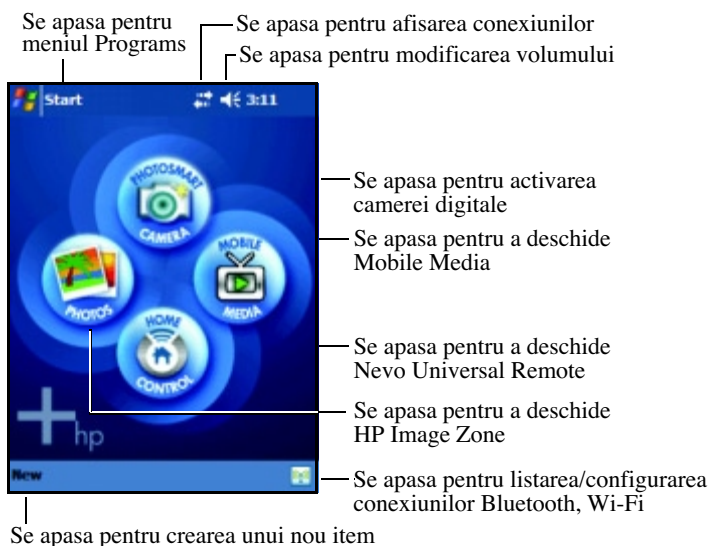 Se apasa pentru
meniul Programs
Se apasa pentru afisarea conexiunilor
Se apasa pentru modificarea volumului
Start
3:11
PHOTOSMART
CAMERA
MOBILE
MEDIA
PHOTOS
HOME
CONTROL
hp
New
Se apasa pentru activarea
camerei digitale
Se apasa pentru a deschide
Mobile Media
Se apasa pentru a deschide
Nevo Universal Remote
Se apasa pentru a deschide
HP Image Zone
Se apasa pentru listarea/configurarea
conexiunilor Bluetooth, Wi-Fi
Se apasa pentru crearea unui nou item